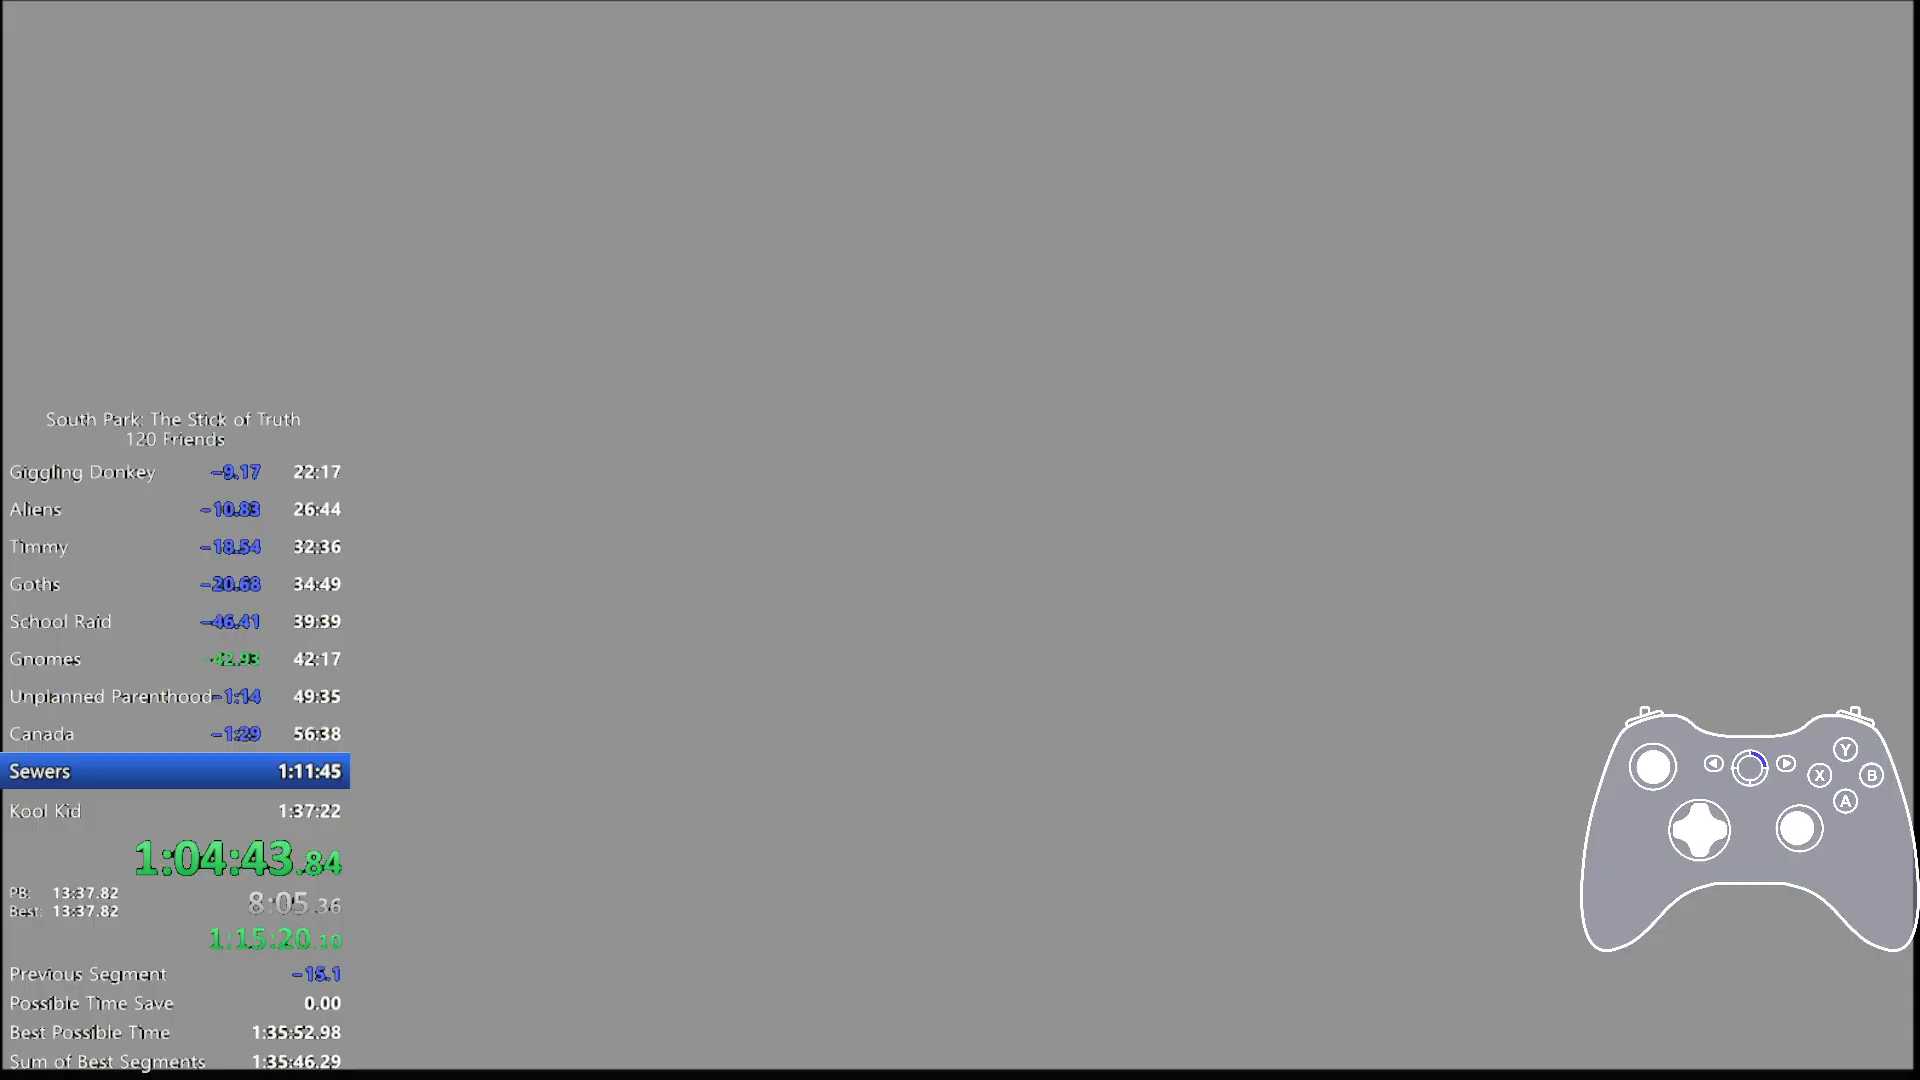 South Park: The Stick of Truth
120 Friends
Giggling Donkey -9.17 22:17
Aliens -10.83 26:44
Timmy -18.54 32:36
Goths -20.68 34:49
School Raid -46.41 39:39
Gnomes -42.93 42:17
Unplanned Parenthood -1:14 49:35
Canada -1:29 56:38
Sewers 1:11:45
Kool Kid 1:37:22
1:04:43.84
PB: 13:37.82
Best: 13:37.82
8:05.36
1:15:20.10
Previous Segment -15.1
Possible Time Save 0.00
Best Possible Time 1:35:52.98
Sum of Best Segments 1:35:46.29
Y
X
B
A